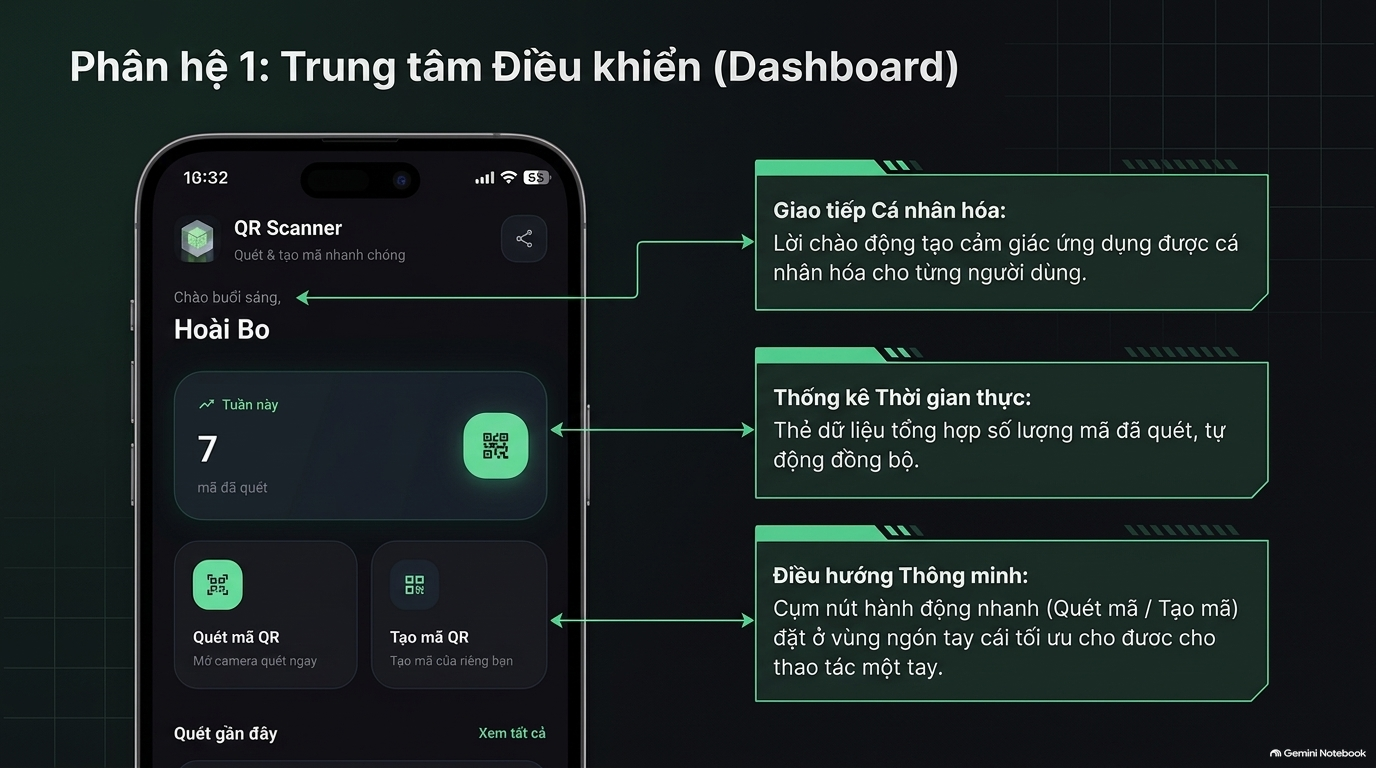 Phân hệ 1: Trung tâm Điều khiển (Dashboard)
16:32
QR Scanner
Quét & tạo mã nhanh chóng
Chào buổi sáng,
Hoài Bo
Tuần này
7
mã đã quét
Quét mã QR
Mở camera quét ngay
Tạo mã QR
Tạo mã của riêng bạn
Quét gần đây
Xem tất cả
Giao tiếp Cá nhân hóa:
Lời chào động tạo cảm giác ứng dụng được cá
nhân hóa cho từng người dùng.
Thống kê Thời gian thực:
Thẻ dữ liệu tổng hợp số lượng mã đã quét, tự
động đồng bộ.
Điều hướng Thông minh:
Cụm nút hành động nhanh (Quét mã / Tạo mã)
đặt ở vùng ngón tay cái tối ưu cho đươc cho
thao tác một tay.
Gemini Notebook